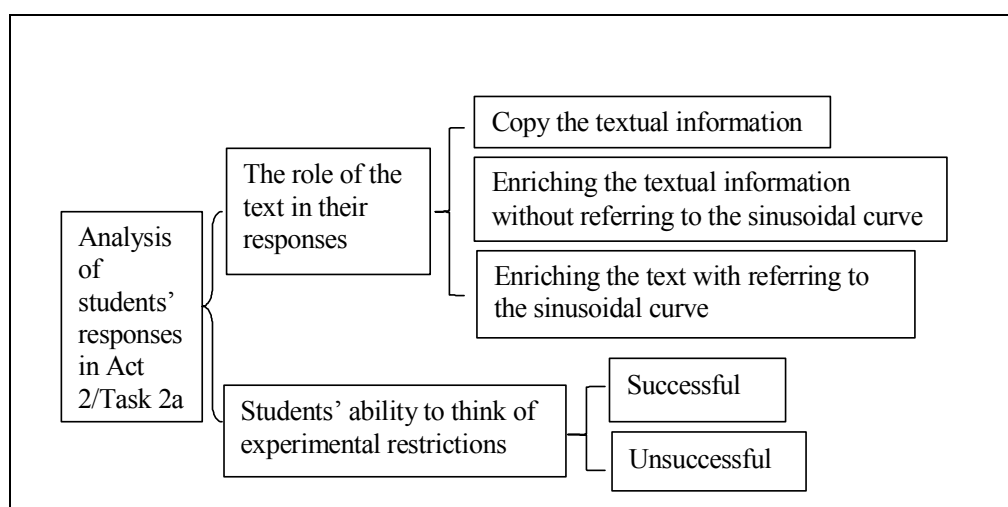 Analysis
of
students’
responses
in Act
2/Task 2a
The role of the
text in their
responses
Copy the textual information
Enriching the textual information
without referring to the sinusoidal curve
Enriching the text with referring to
the sinusoidal curve
Students’ ability to think of
experimental restrictions
Successful
Unsuccessful